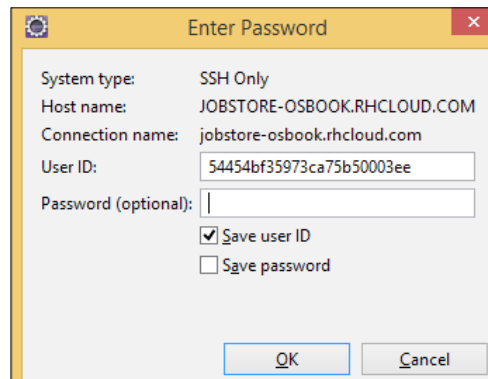 Enter Password
System type: SSH Only
Host name: JOBSTORE-OSBOOK.RHCLOUD.COM
Connection name: jobstore-osbook.rhcloud.com
User ID: 54454bf35973ca75b50003ee
Password (optional):
Save user ID
Save password
OK Cancel